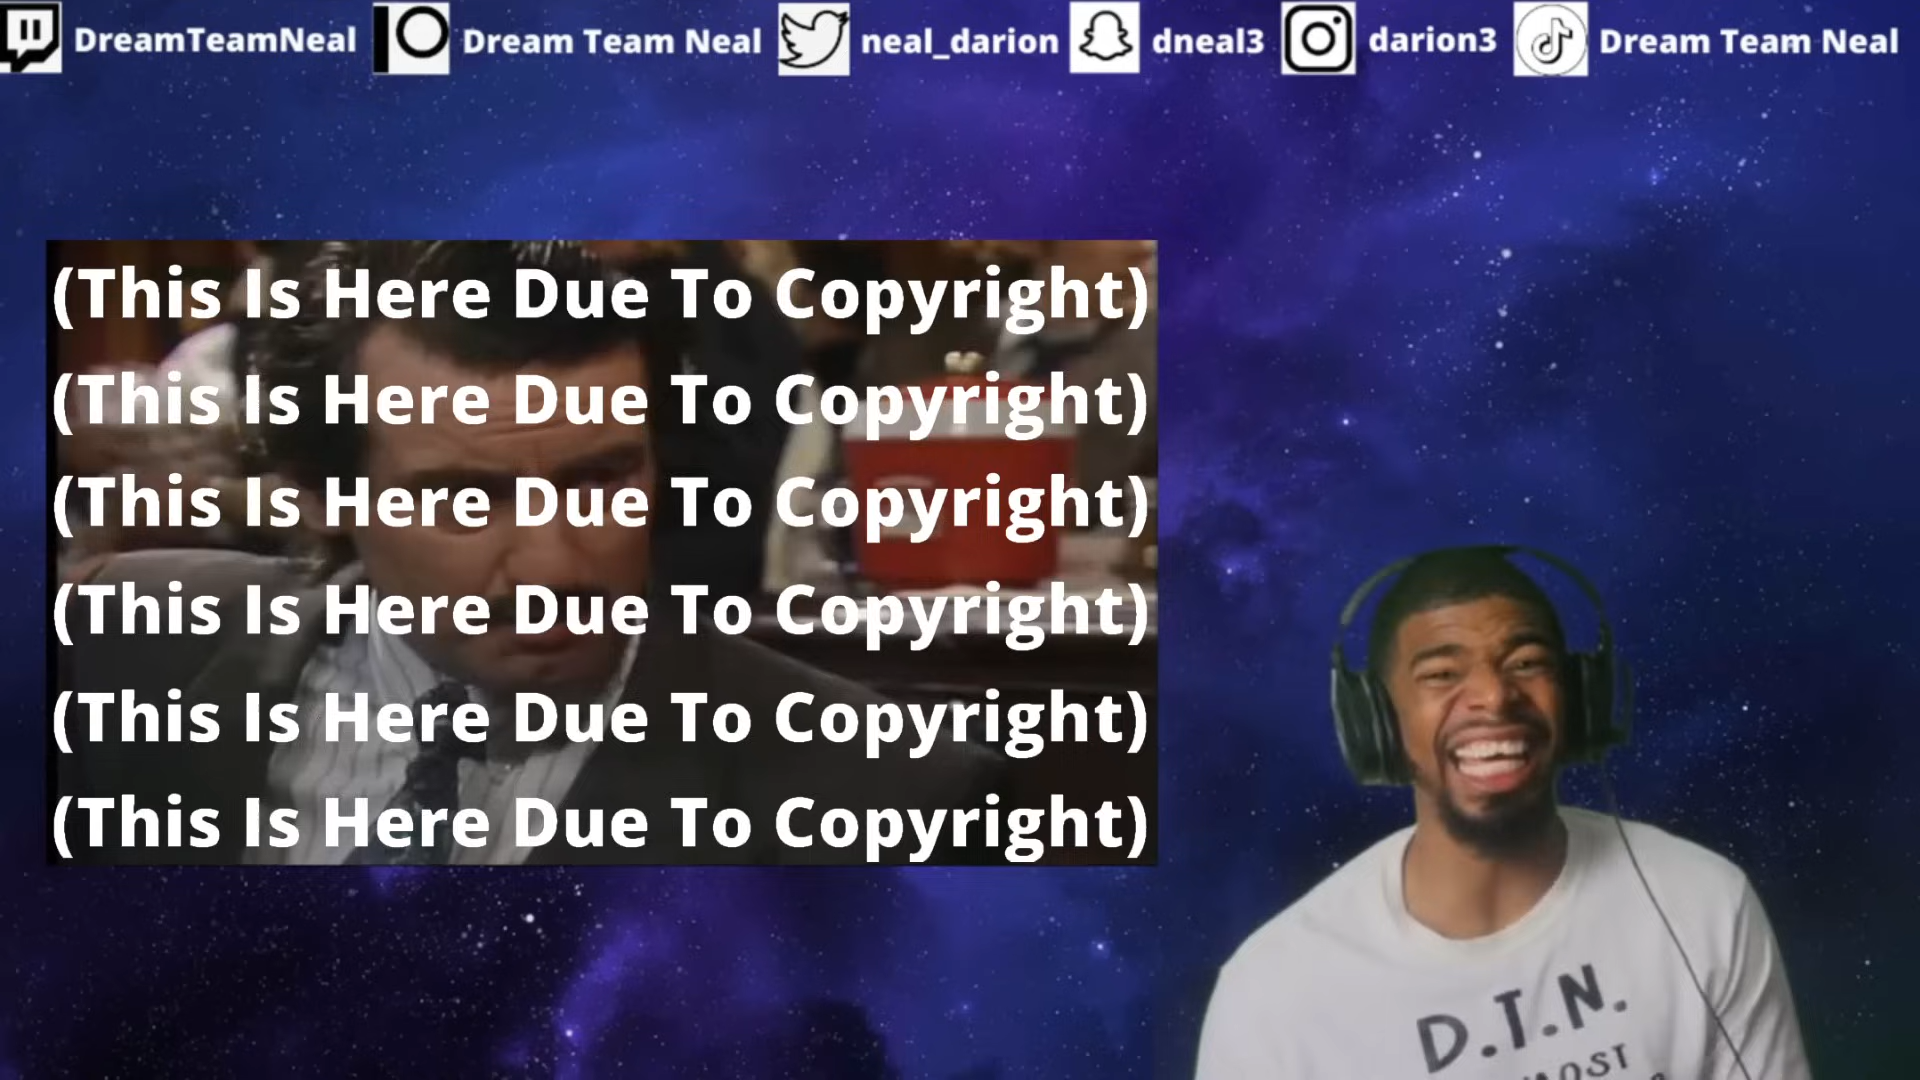 DreamTeamNeal Dream Team Neal neal_darion dneal3 darion3 Dream Team Neal
(This Is Here Due To Copyright)
(This Is Here Due To Copyright)
(This Is Here Due To Copyright)
(This Is Here Due To Copyright)
(This Is Here Due To Copyright)
(This Is Here Due To Copyright)
D.T.N.
MOST